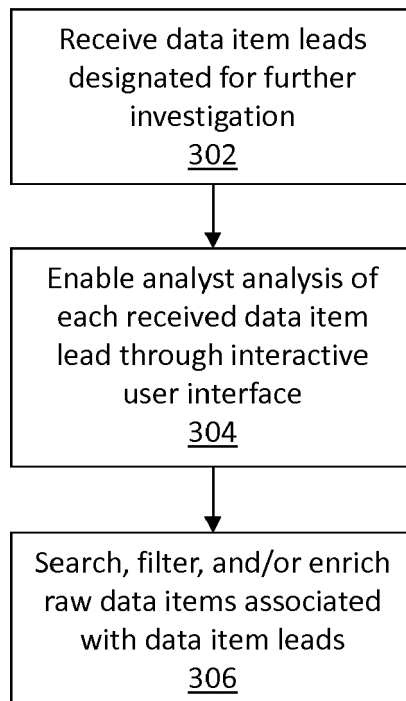 Receive data item leads
designated for further
investigation
302
Enable analyst analysis of
each received data item
lead through interactive
user interface
304
Search, filter, and/or enrich
raw data items associated
with data item leads
306